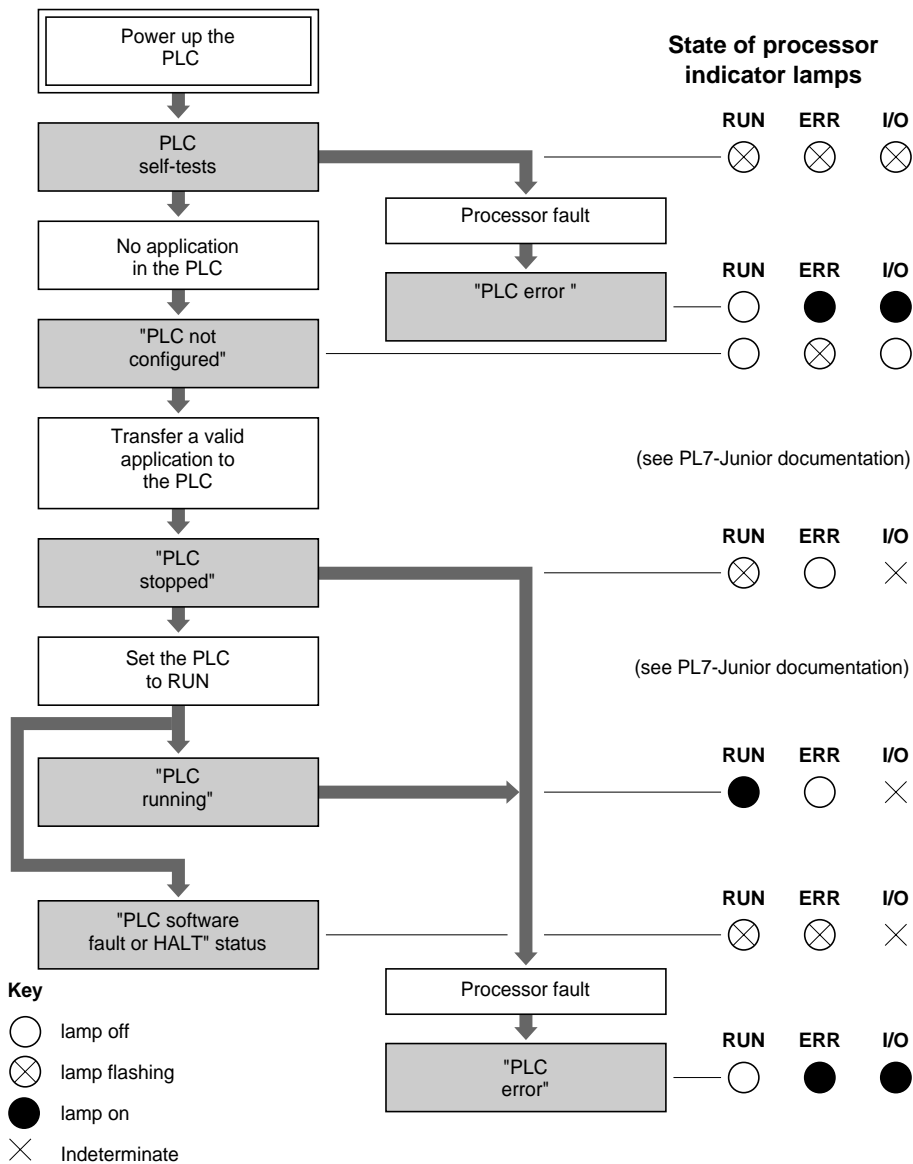 Power up the
PLC
State of processor
indicator lamps
RUN ERR I/O
PLC
self-tests
Processor fault
No application
in the PLC
RUN ERR I/O
"PLC error "
"PLC not
configured"
Transfer a valid
application to
the PLC
(see PL7-Junior documentation)
RUN ERR I/O
"PLC
stopped"
Set the PLC
to RUN
(see PL7-Junior documentation)
RUN ERR I/O
"PLC
running"
RUN ERR I/O
"PLC software
fault or HALT" status
Processor fault
Key
lamp off
lamp flashing
lamp on
Indeterminate
RUN ERR I/O
"PLC
error"